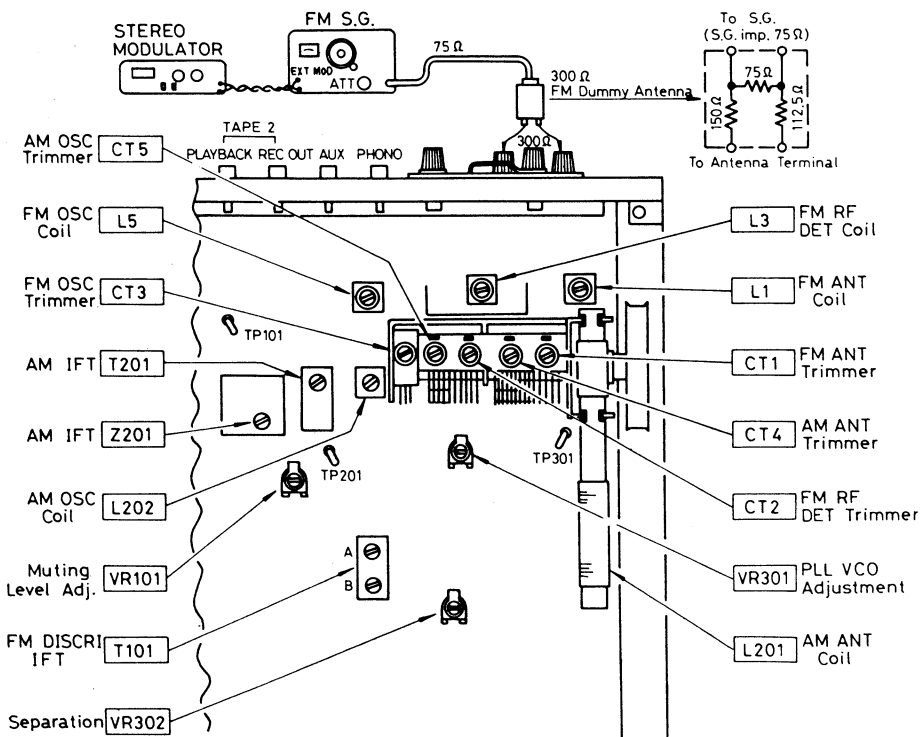 FM S.G.
STEREO
MODULATOR
EXT MOD
ATT
75Ω
300Ω
FM Dummy Antenna
To S.G.
(S.G. imp. 75Ω)
75Ω
150Ω
112.5Ω
To Antenna Terminal
300Ω
TAPE 2
PLAYBACK REC OUT AUX PHONO
AM OSC
Trimmer CT5
FM OSC
Coil L5
FM OSC
Trimmer CT3
AM IFT T201
AM IFT Z201
AM OSC
Coil L202
Muting
Level Adj. VR101
FM DISCRI
IFT T101
Separation VR302
TP101
TP201
TP301
A
B
L3 FM RF
DET Coil
L1 FM ANT
Coil
CT1 FM ANT
Trimmer
CT4 AM ANT
Trimmer
CT2 FM RF
DET Trimmer
VR301 PLL VCO
Adjustment
L201 AM ANT
Coil